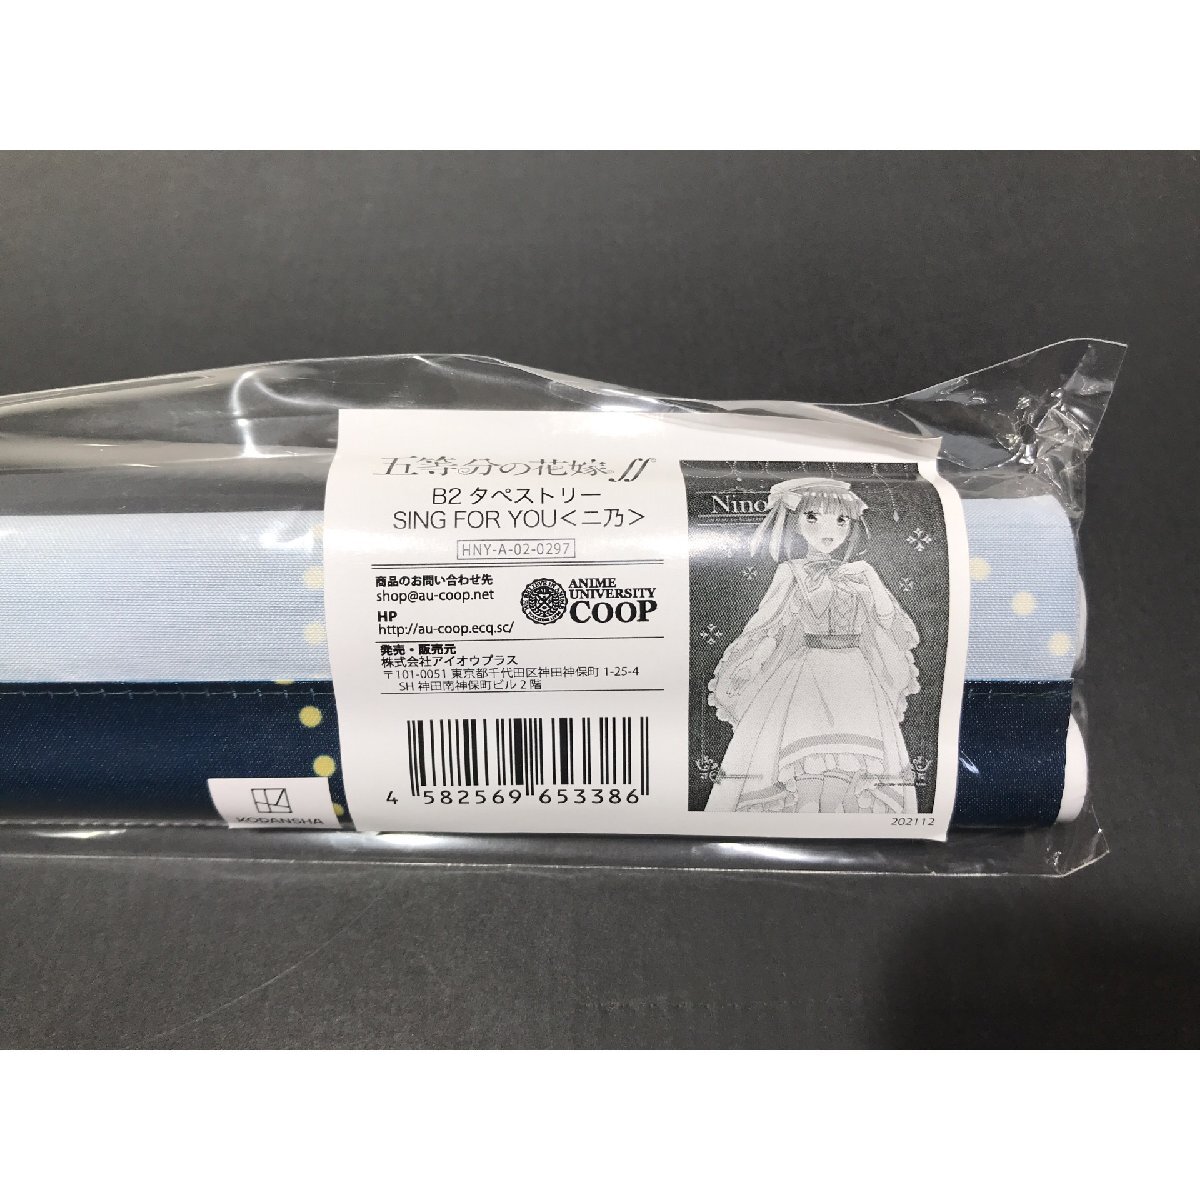 五等分の花嫁∬
B2 タペストリー
SING FOR YOU＜二乃＞
HNY-A-02-0297
商品のお問い合わせ先
shop@au-coop.net
HP
http://au-coop.ecq.sc/
ANIME
UNIVERSITY
COOP
発売・販売元
株式会社アイオウプラス
〒101-0051 東京都千代田区神田神保町 1-25-4
SH 神田南神保町ビル 2 階
4 582569 653386
Nino
202112
KODANSHA